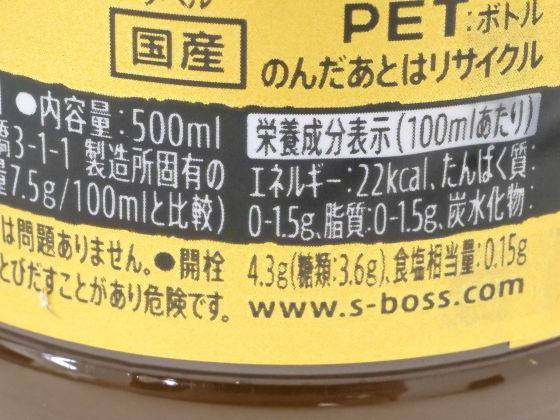 ベル
国産
PET:ボトル
のんだあとはリサイクル
●内容量:500ml
3-1-1 製造所固有の
7.5g/100mlと比較)
は問題ありません。●開栓
とびだすことがあり危険です。
栄養成分表示(100mlあたり)
エネルギー:22kcal、たんぱく質:
0-1.5g、脂質:0-1.5g、炭水化物:
4.3g(糖類:3.6g)、食塩相当量:0.15g
www.s-boss.com